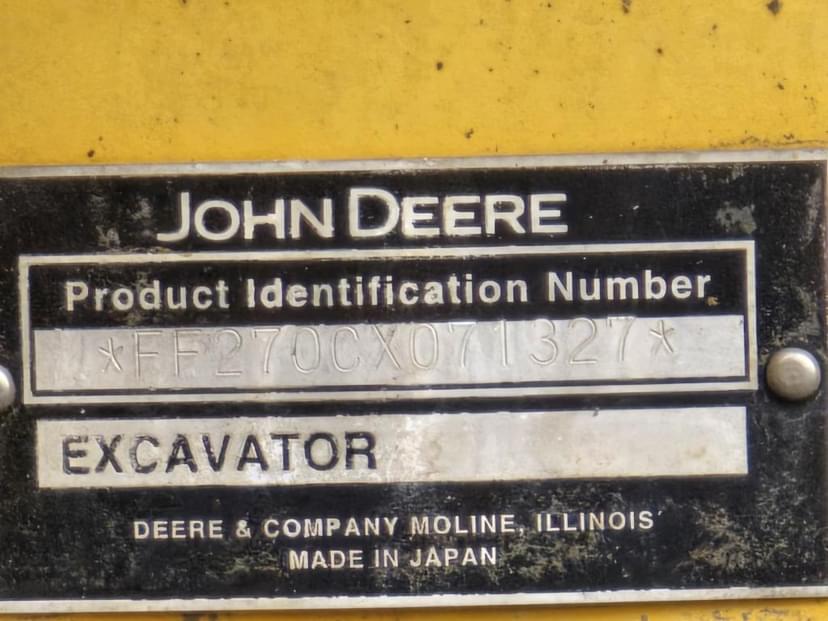 JOHN DEERE
Product Identification Number
*FF270CX071327*
EXCAVATOR
DEERE & COMPANY MOLINE, ILLINOIS
MADE IN JAPAN